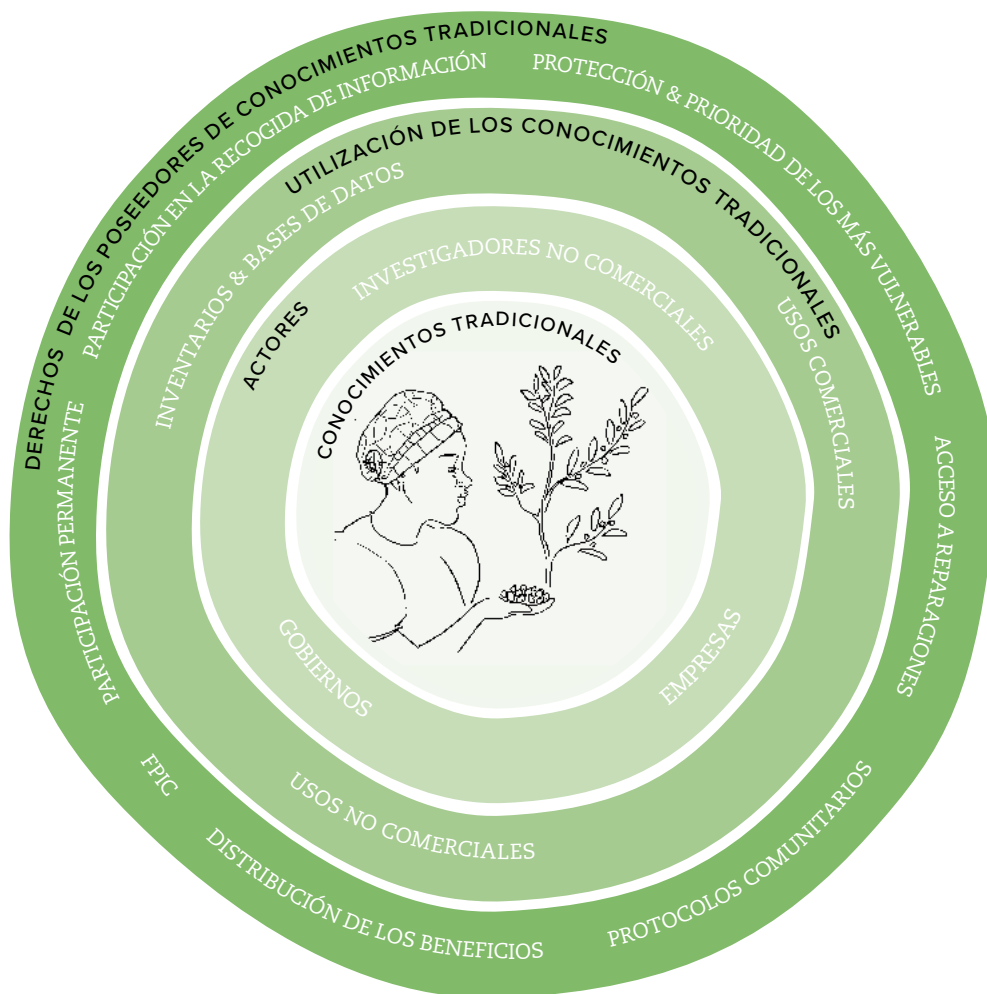 DERECHOS DE LOS POSEEDORES DE CONOCIMIENTOS TRADICIONALES
PARTICIPACIÓN EN LA RECOGIDA DE INFORMACIÓN
PROTECCIÓN & PRIORIDAD DE LOS MÁS VULNERABLES
ACCESO A REPARACIONES
PROTOCOLOS COMUNITARIOS
DISTRIBUCIÓN DE LOS BENEFICIOS
FPIC
PARTICIPACIÓN PERMANENTE
UTILIZACIÓN DE LOS CONOCIMIENTOS TRADICIONALES
INVENTARIOS & BASES DE DATOS
USOS COMERCIALES
USOS NO COMERCIALES
ACTORES
INVESTIGADORES NO COMERCIALES
EMPRESAS
GOBIERNOS
CONOCIMIENTOS TRADICIONALES